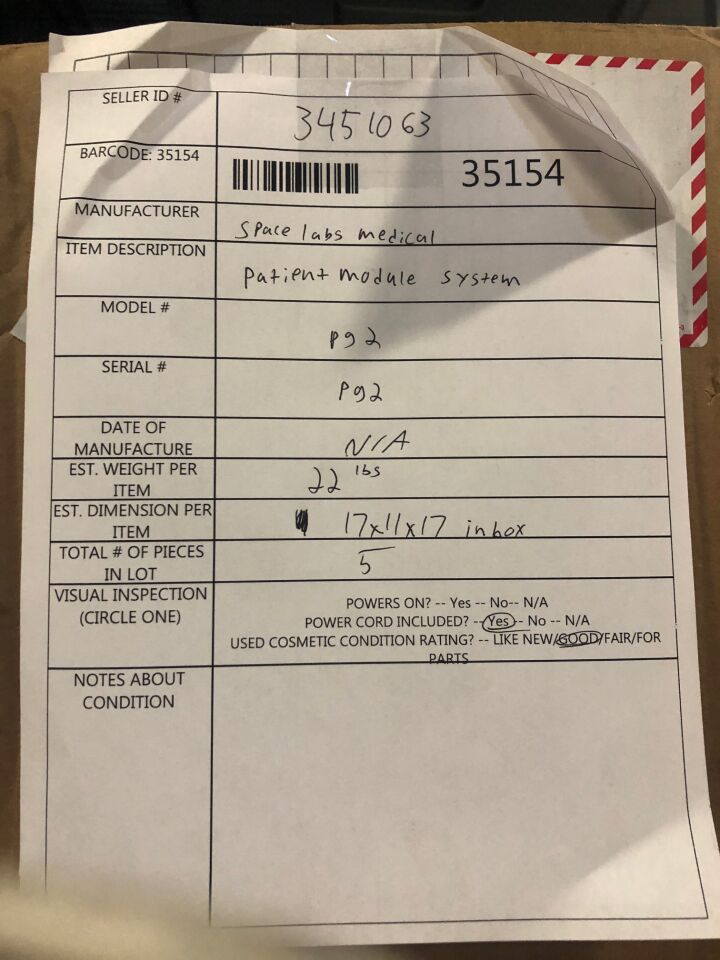 SELLER ID # 3451063
BARCODE: 35154 35154
MANUFACTURER Space labs medical
ITEM DESCRIPTION patient module system
MODEL # pg2
SERIAL # pg2
DATE OF
MANUFACTURE N/A
EST. WEIGHT PER
ITEM 22 lbs
EST. DIMENSION PER
ITEM 17x11x17 in box
TOTAL # OF PIECES
IN LOT 5
VISUAL INSPECTION
(CIRCLE ONE)
POWERS ON? -- Yes -- No-- N/A
POWER CORD INCLUDED? -- Yes -- No -- N/A
USED COSMETIC CONDITION RATING? -- LIKE NEW/GOOD/FAIR/FOR
PARTS
NOTES ABOUT
CONDITION